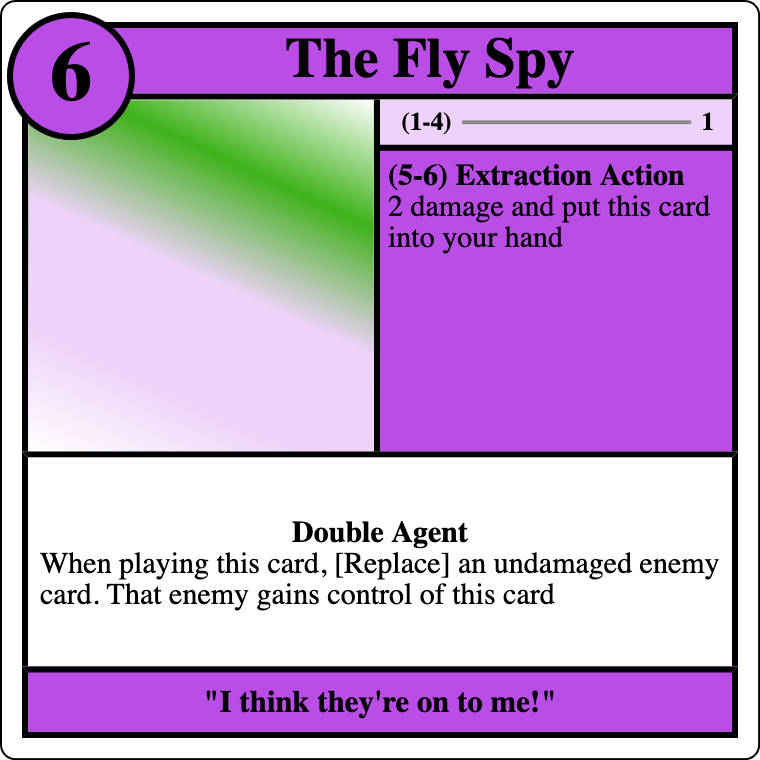 6
The Fly Spy
(1-4) 1
(5-6) Extraction Action
2 damage and put this card
into your hand
Double Agent
When playing this card, [Replace] an undamaged enemy
card. That enemy gains control of this card
"I think they're on to me!"